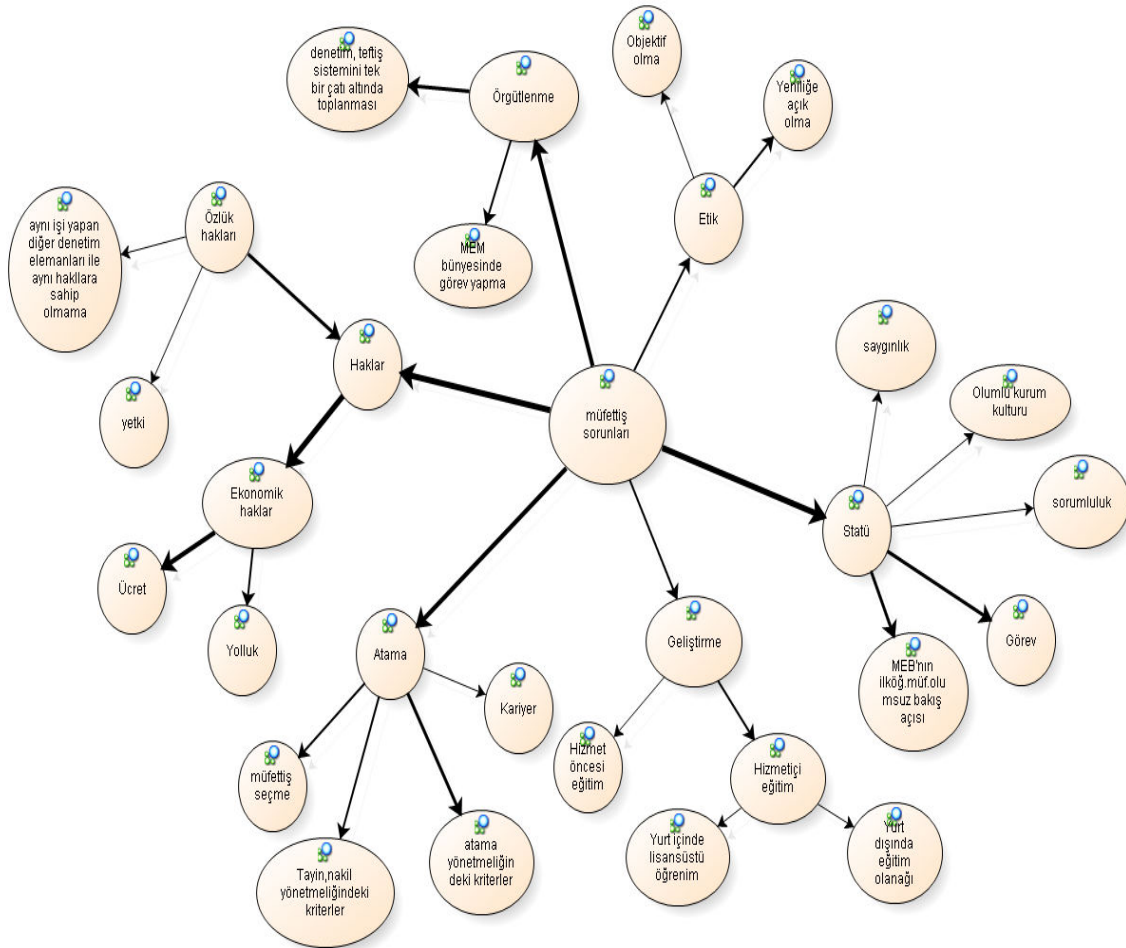 denetim, teftiş
sistemini tek
bir çatı altında
toplanması
Örgütlenme
Objektif
olma
Yeniliğe
açık
olma
Etik
MEM
bünyesinde
görev yapma
Özlük
hakları
aynı işi yapan
diğer denetim
elemanları ile
aynı hakllara
sahip
olmama
yetki
Haklar
Ekonomik
haklar
Ücret
Yolluk
müfettiş
sorunları
saygınlık
Olumlu kurum
kulturu
sorumluluk
Statü
Görev
MEB'nın
ilköğ.müf.olu
msuz bakış
açısı
Atama
Kariyer
müfettiş
seçme
Tayin,nakil
yönetmeliğindeki
kriterler
atama
yönetmeliğin
deki kriterler
Geliştirme
Hizmet
öncesi
eğitim
Hizmetiçi
eğitim
Yurt içinde
lisansüstü
öğrenim
Yurt
dışında
eğitim
olanağı